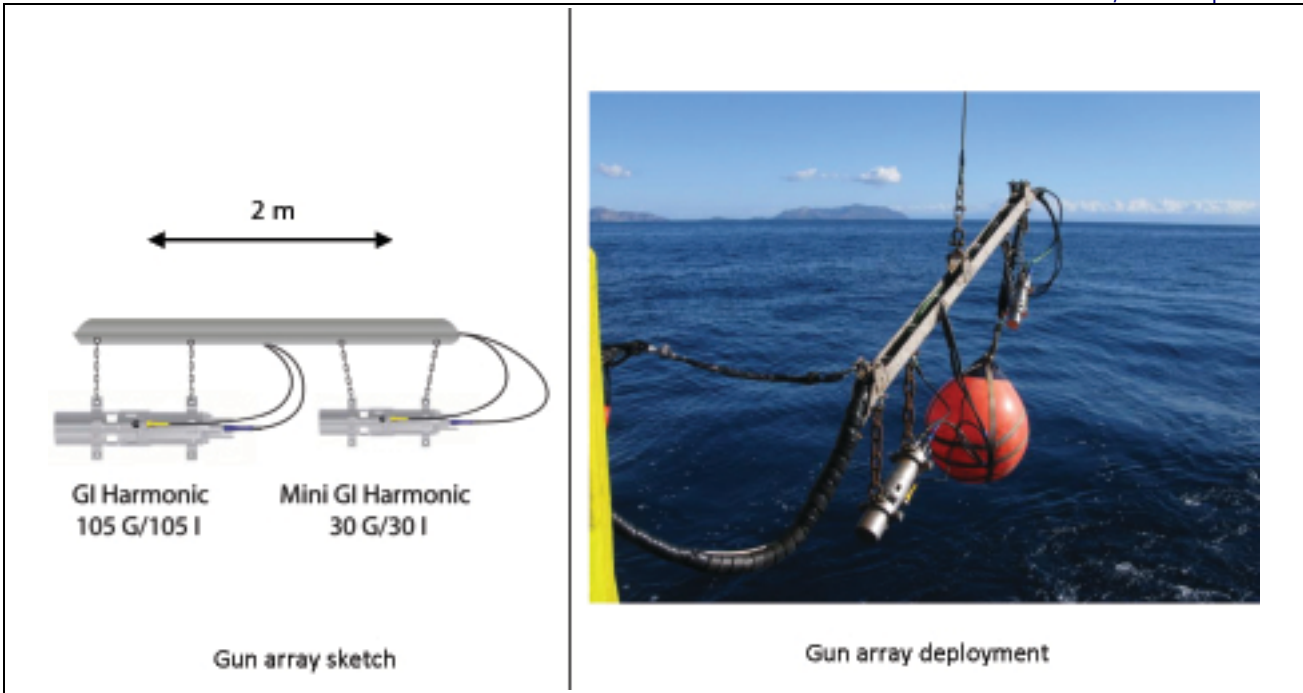 2 m
GI Harmonic
105 G/105 I
Mini GI Harmonic
30 G/30 I
Gun array sketch
Gun array deployment